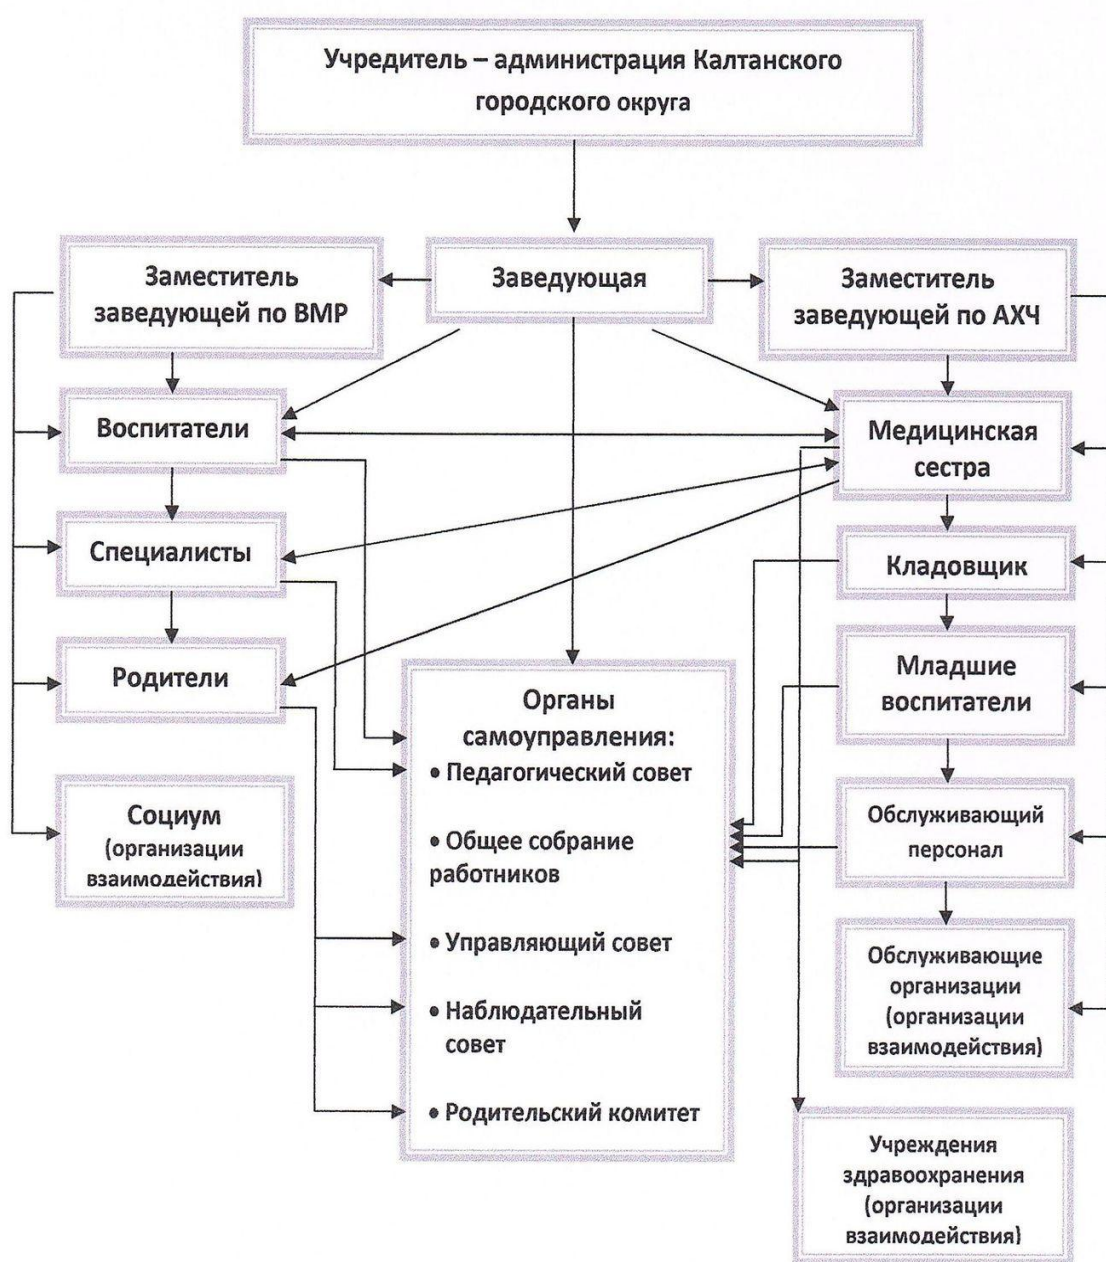 Учредитель – администрация Калтанского
городского округа
Заместитель
заведующей по ВМР
Заведующая
Заместитель
заведующей по АХЧ
Воспитатели
Медицинская
сестра
Специалисты
Кладовщик
Родители
Младшие
воспитатели
Органы
самоуправления:
• Педагогический совет
• Общее собрание
работников
• Управляющий совет
• Наблюдательный
совет
• Родительский комитет
Социум
(организации
взаимодействия)
Обслуживающий
персонал
Обслуживающие
организации
(организации
взаимодействия)
Учреждения
здравоохранения
(организации
взаимодействия)